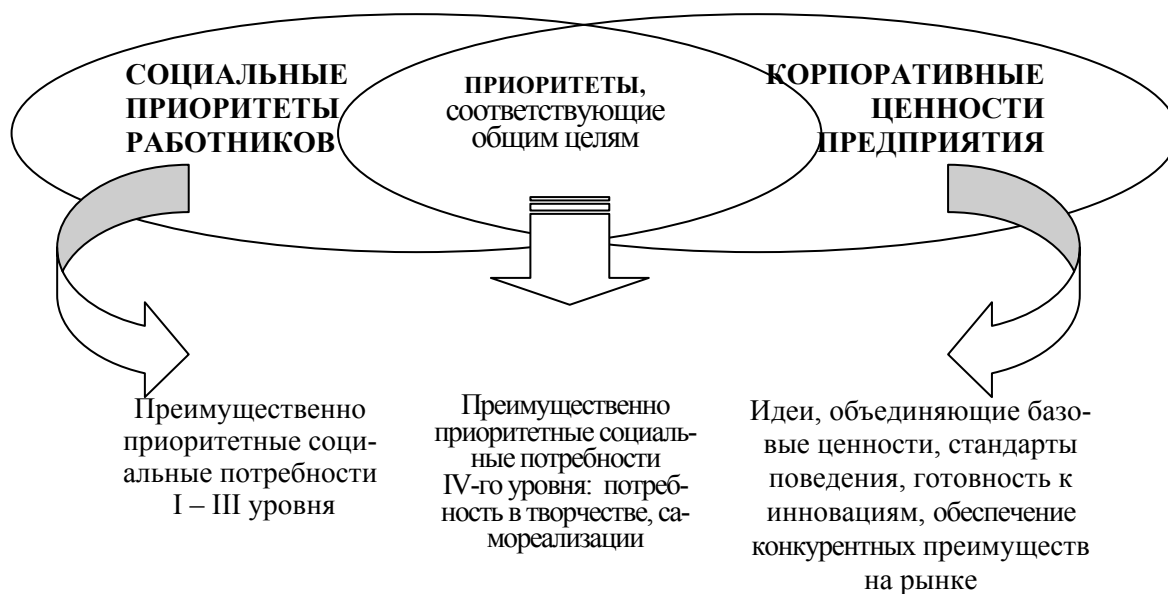 СОЦИАЛЬНЫЕ
ПРИОРИТЕТЫ
РАБОТНИКОВ
ПРИОРИТЕТЫ,
соответствующие
общим целям
КОРПОРАТИВНЫЕ
ЦЕННОСТИ
ПРЕДПРИЯТИЯ
Преимущественно
приоритетные соци-
альные потребности
I – III уровня
Преимущественно
приоритетные социаль-
ные потребности
IV-го уровня: потреб-
ность в творчестве, са-
мореализации
Идеи, объединяющие базо-
вые ценности, стандарты
поведения, готовность к
инновациям, обеспечение
конкурентных преимуществ
на рынке